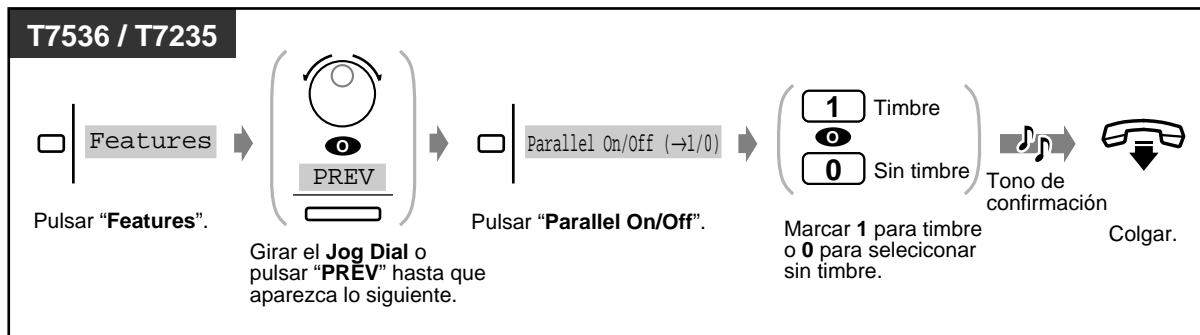 T7536 / T7235
Features
Pulsar “Features”.
O
PREV
Girar el Jog Dial o
pulsar “PREV” hasta que
aparezca lo siguiente.
Parallel On/Off (→1/0)
Pulsar “Parallel On/Off”.
1 Timbre
O
0 Sin timbre
Marcar 1 para timbre
o 0 para seleciconar
sin timbre.
Tono de
confirmación
Colgar.